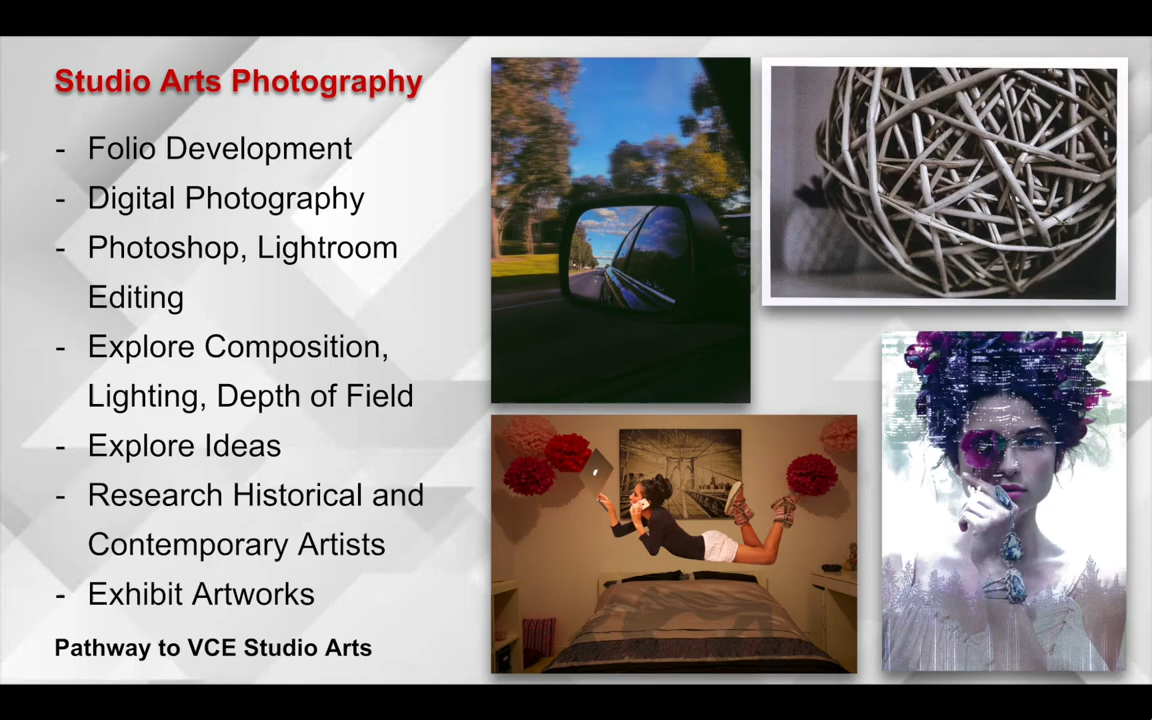 Studio Arts Photography
- Folio Development
- Digital Photography
- Photoshop, Lightroom
Editing
- Explore Composition,
Lighting, Depth of Field
- Explore Ideas
- Research Historical and
Contemporary Artists
- Exhibit Artworks
Pathway to VCE Studio Arts